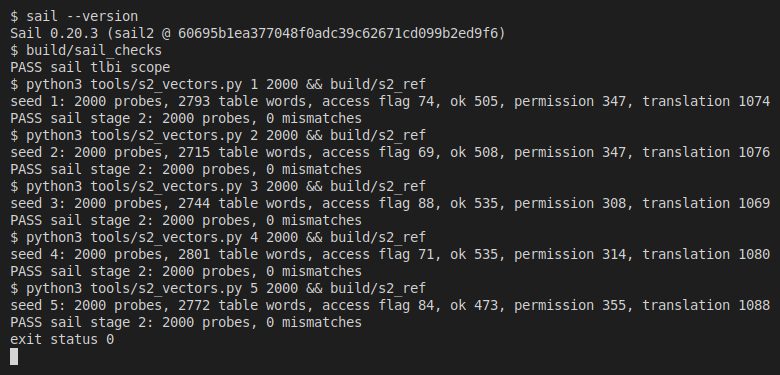 $ sail --version
Sail 0.20.3 (sail2 @ 60695b1ea377048f0adc39c62671cd099b2ed9f6)
$ build/sail_checks
PASS sail tlbi scope
$ python3 tools/s2_vectors.py 1 2000 && build/s2_ref
seed 1: 2000 probes, 2793 table words, access flag 74, ok 505, permission 347, translation 1074
PASS sail stage 2: 2000 probes, 0 mismatches
$ python3 tools/s2_vectors.py 2 2000 && build/s2_ref
seed 2: 2000 probes, 2715 table words, access flag 69, ok 508, permission 347, translation 1076
PASS sail stage 2: 2000 probes, 0 mismatches
$ python3 tools/s2_vectors.py 3 2000 && build/s2_ref
seed 3: 2000 probes, 2744 table words, access flag 88, ok 535, permission 308, translation 1069
PASS sail stage 2: 2000 probes, 0 mismatches
$ python3 tools/s2_vectors.py 4 2000 && build/s2_ref
seed 4: 2000 probes, 2801 table words, access flag 71, ok 535, permission 314, translation 1080
PASS sail stage 2: 2000 probes, 0 mismatches
$ python3 tools/s2_vectors.py 5 2000 && build/s2_ref
seed 5: 2000 probes, 2772 table words, access flag 84, ok 473, permission 355, translation 1088
PASS sail stage 2: 2000 probes, 0 mismatches
exit status 0